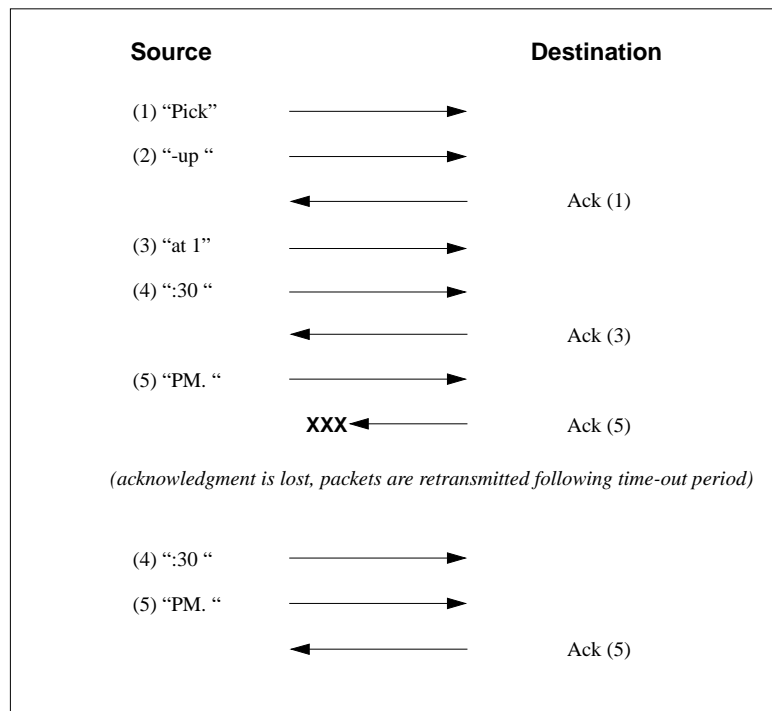 Source Destination
(1) “Pick”
(2) “-up “
Ack (1)
(3) “at 1”
(4) “:30 “
Ack (3)
(5) “PM. “
XXX Ack (5)
(acknowledgment is lost, packets are retransmitted following time-out period)
(4) “:30 “
(5) “PM. “
Ack (5)